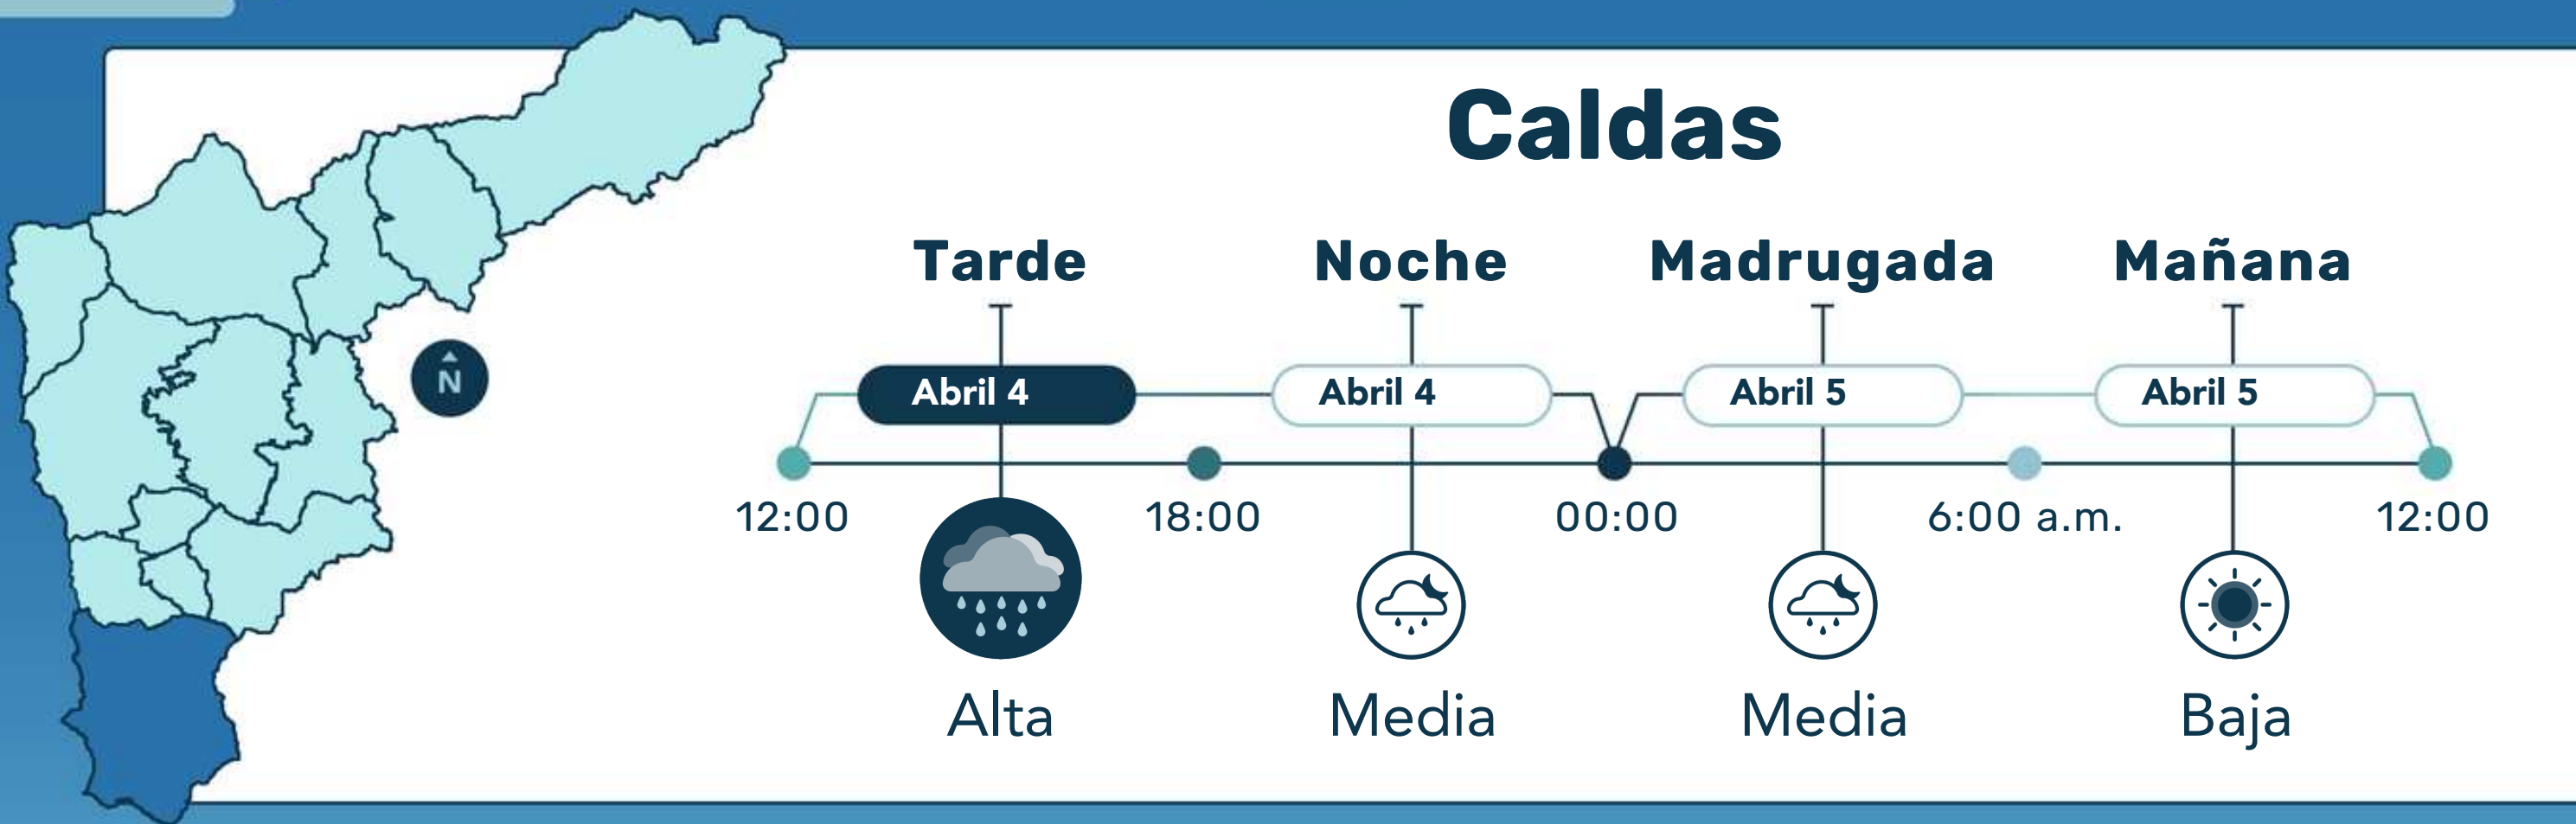 Caldas
Tarde Noche Madrugada Mañana
Abril 4 Abril 4 Abril 5 Abril 5
N
12:00 18:00 00:00 6:00 a.m. 12:00
Alta Media Media Baja